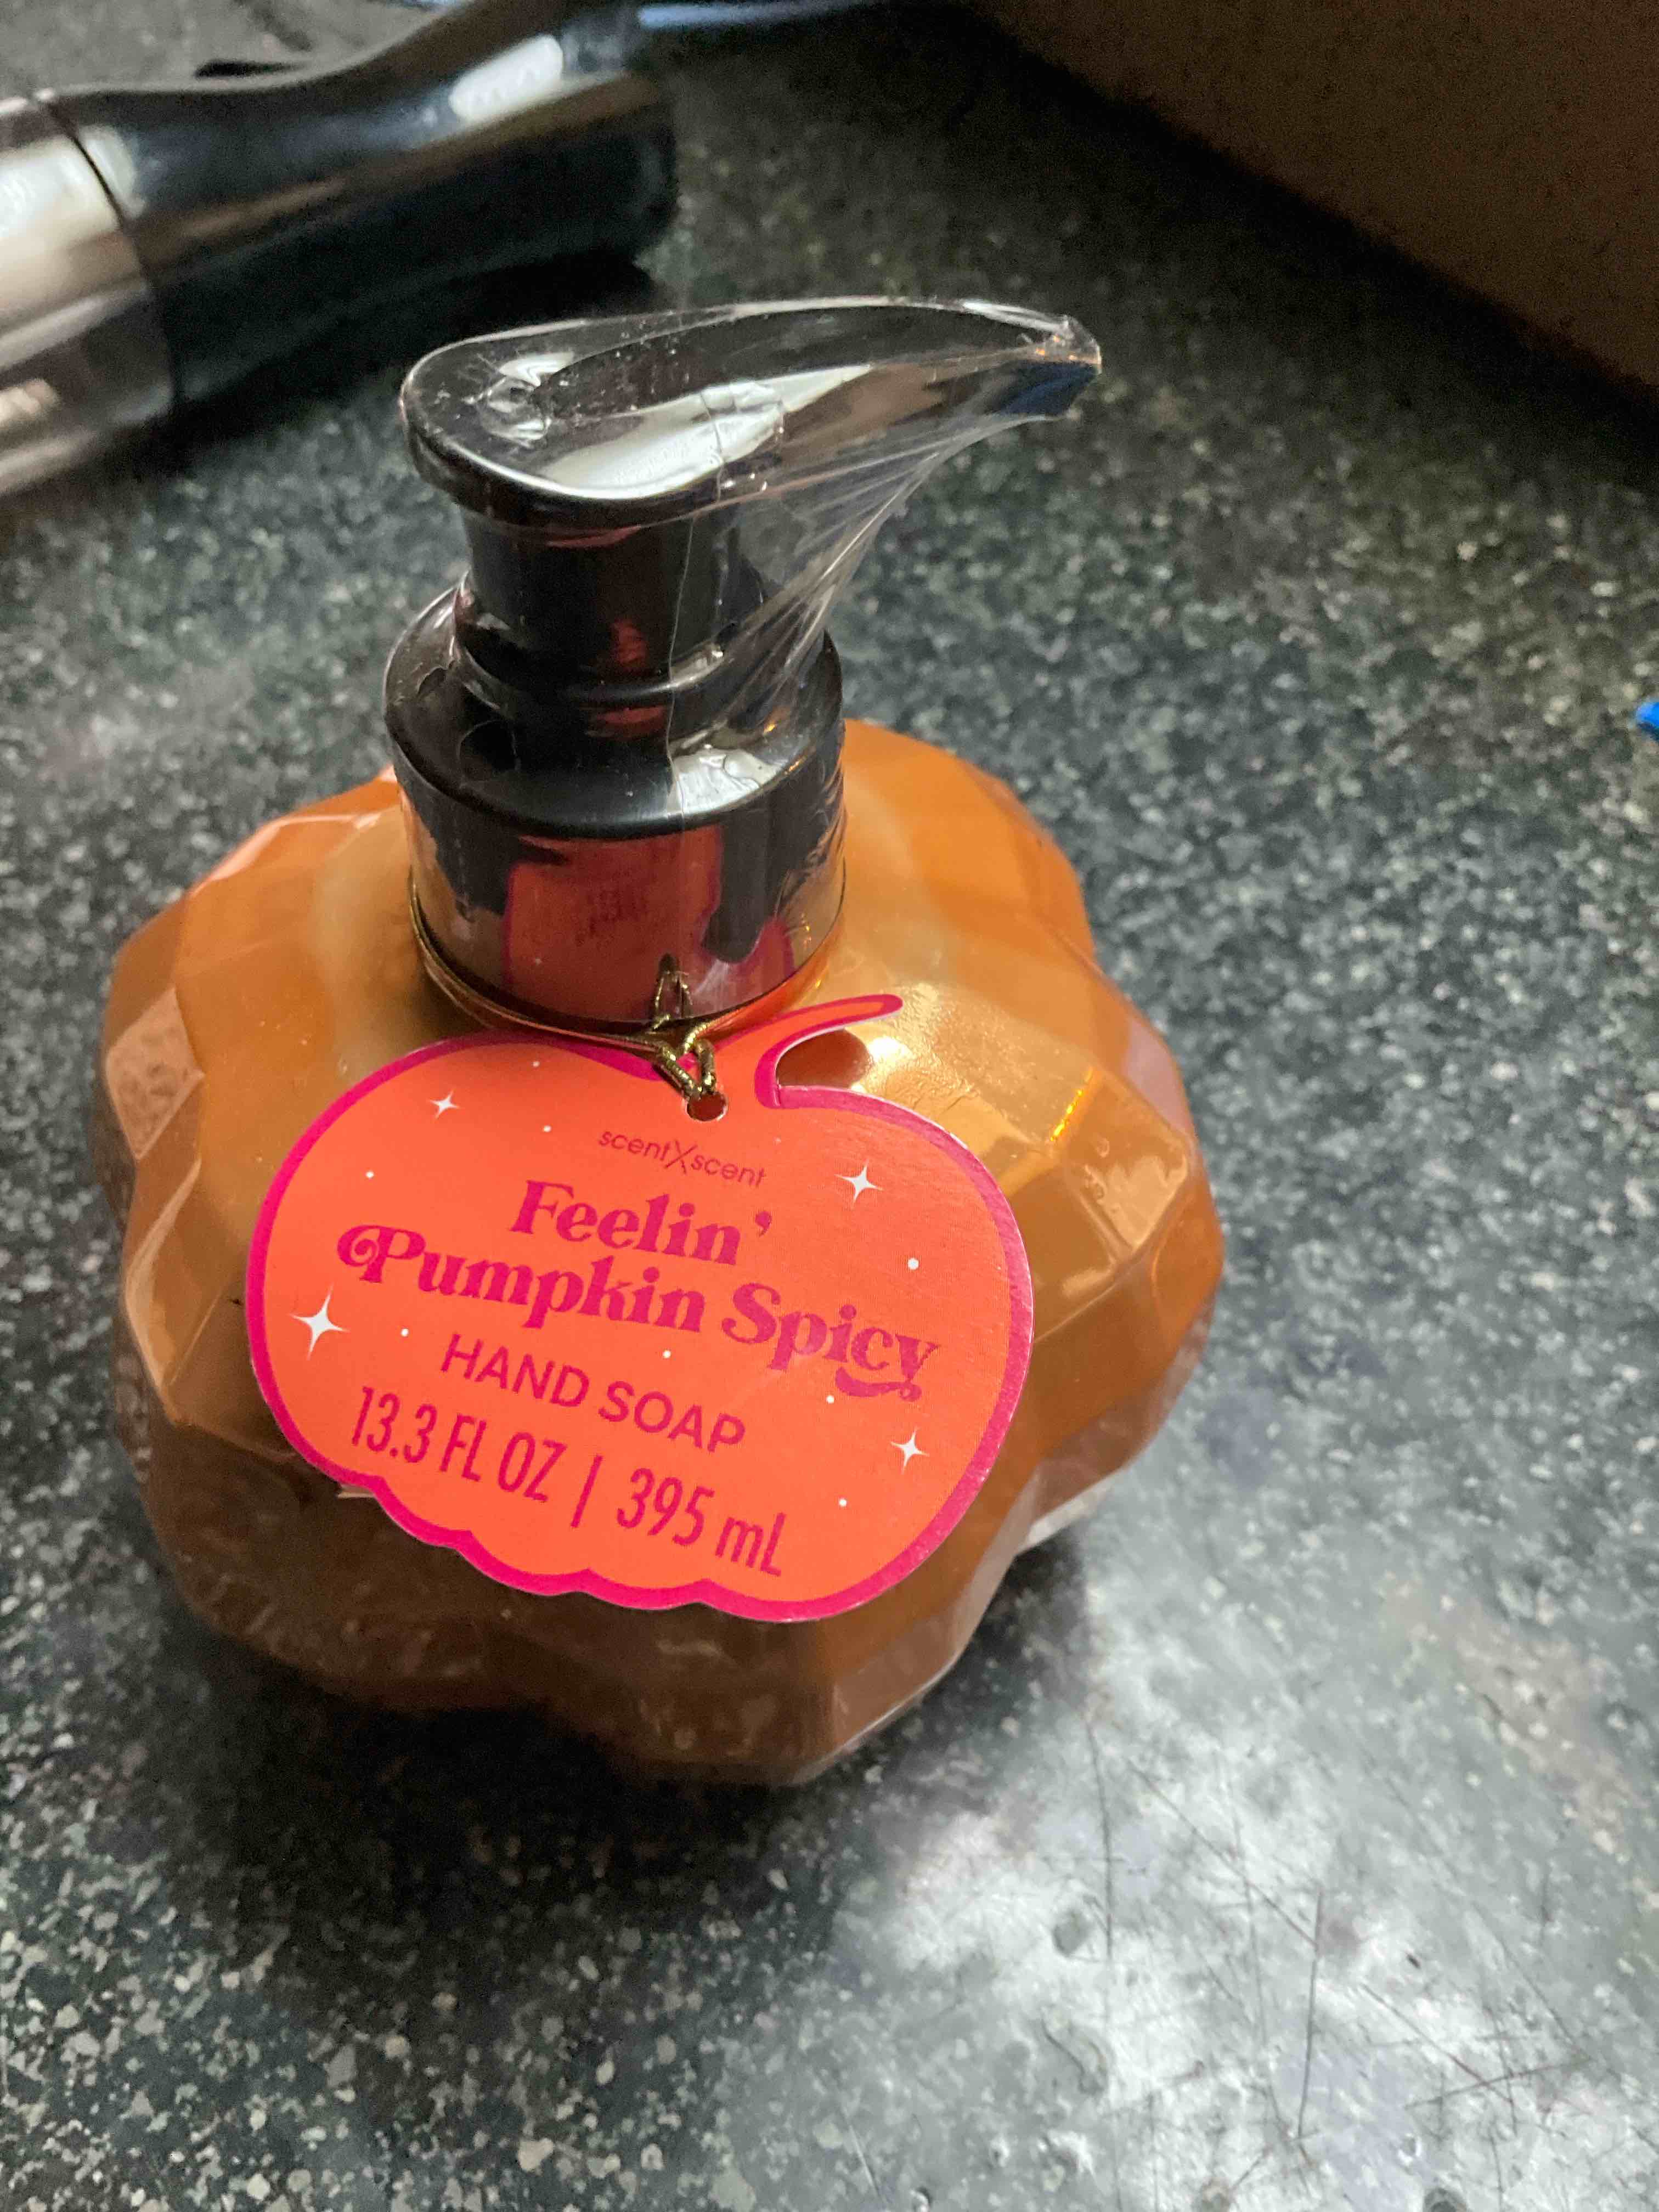 scentXscent
Feelin'
Pumpkin Spicy
HAND SOAP
13.3 FL OZ | 395 mL